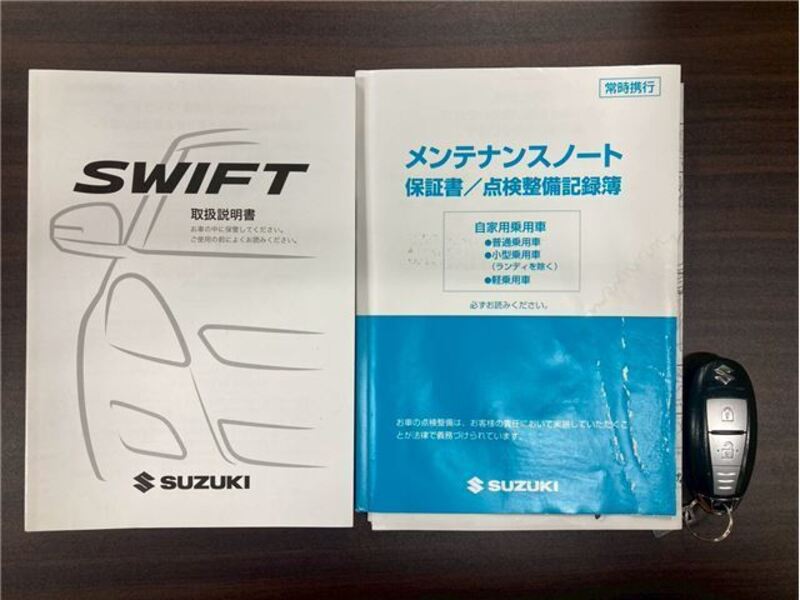 SWIFT
取扱説明書
お車の中に保管してください。
ご使用の前によくお読みください。
SUZUKI
常時携行
メンテナンスノート
保証書／点検整備記録簿
自家用乗用車
●普通乗用車
●小型乗用車
（ランディを除く）
●軽乗用車
必ずお読みください。
お車の点検整備は、お客様の責任において実施していただくこ
とが法律で義務づけられています。
SUZUKI